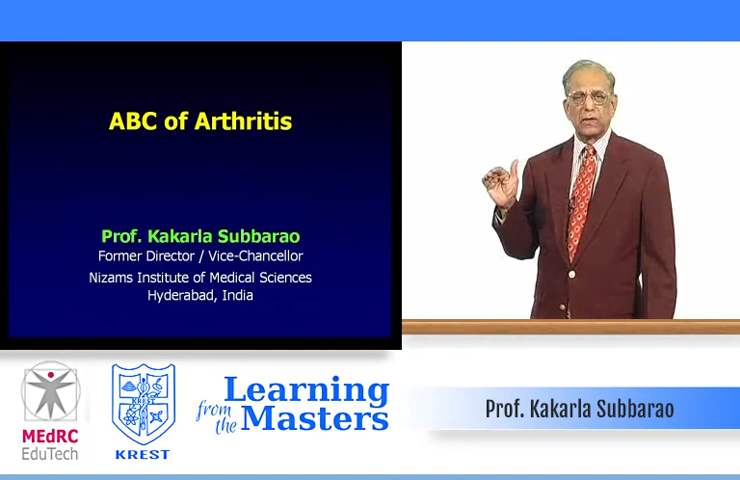 ABC of Arthritis
Prof. Kakarla Subbarao
Former Director / Vice-Chancellor
Nizams Institute of Medical Sciences
Hyderabad, India
MEdRC
EduTech
KREST
KREST
Learning
from the Masters
Prof. Kakarla Subbarao